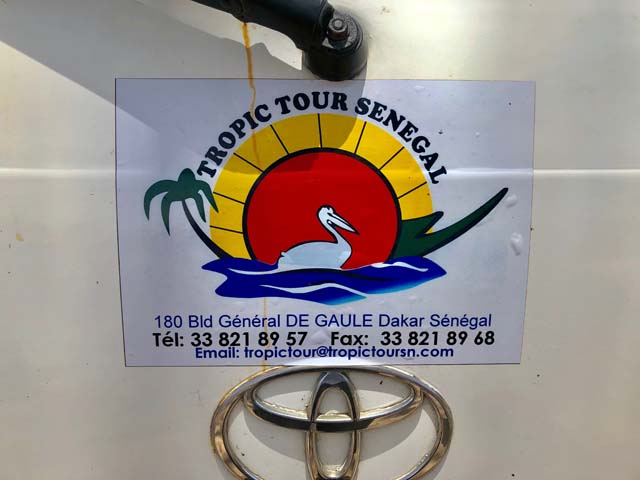 TROPIC TOUR SENEGAL
180 Bld Général DE GAULE Dakar Sénégal
Tél: 33 821 89 57 Fax: 33 821 89 68
Email: tropictour@tropictoursn.com